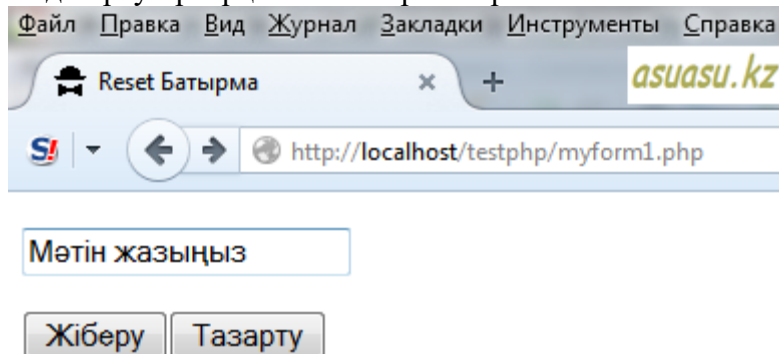 Файл Правка Вид Журнал Закладки Инструменты Справка
Reset Батырма × +
asuasu.kz
S! http://localhost/testphp/myform1.php
Мәтін жазыңыз
Жіберу Тазарту